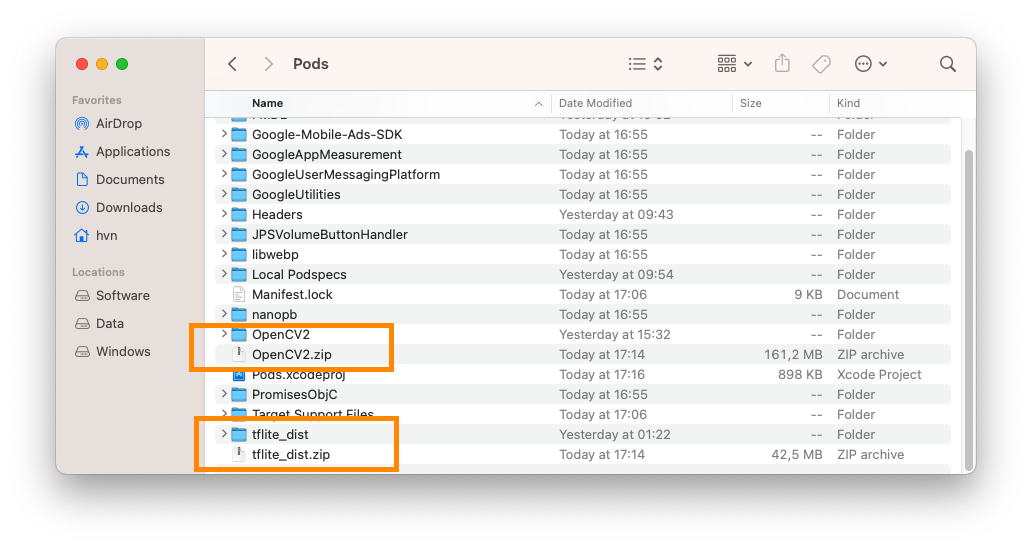 Pods
Favorites
AirDrop
Applications
Documents
Downloads
hvn
Locations
Software
Data
Windows
Name Date Modified Size Kind
Google-Mobile-Ads-SDK Today at 16:55 -- Folder
GoogleAppMeasurement Today at 16:55 -- Folder
GoogleUserMessagingPlatform Today at 16:55 -- Folder
GoogleUtilities Today at 16:55 -- Folder
Headers Yesterday at 09:43 -- Folder
JPSVolumeButtonHandler Today at 16:55 -- Folder
libwebp Today at 16:55 -- Folder
Local Podspecs Yesterday at 09:54 -- Folder
Manifest.lock Today at 17:06 9 KB Document
nanopb Today at 16:55 -- Folder
OpenCV2 Yesterday at 15:32 -- Folder
OpenCV2.zip Today at 17:14 161,2 MB ZIP archive
Pods.xcodeproj Today at 17:16 898 KB Xcode Project
PromisesObjC Today at 16:55 -- Folder
Target Support Files Today at 17:06 -- Folder
tflite_dist Yesterday at 01:22 -- Folder
tflite_dist.zip Today at 17:14 42,5 MB ZIP archive